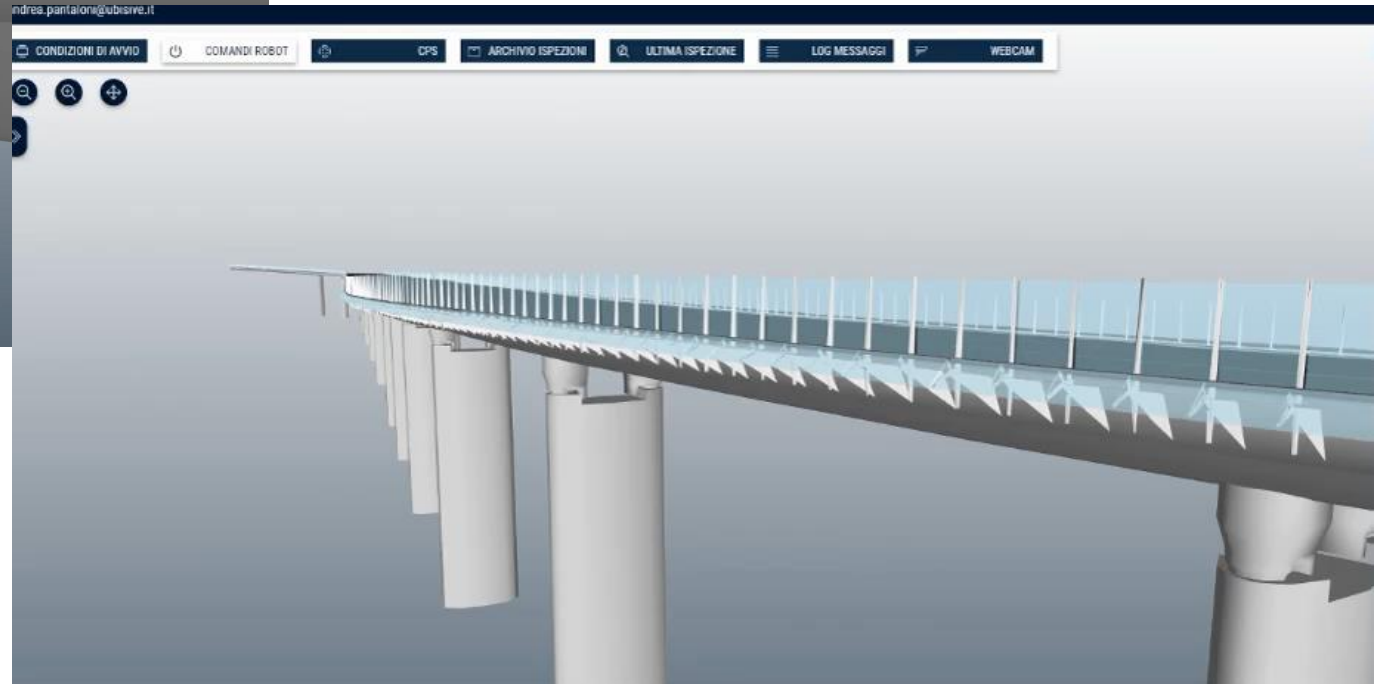 ndrea.pantaloni@ubisive.it
CONDIZIONI DI AVVIO COMANDI ROBOT CPS ARCHIVIO ISPEZIONI ULTIMA ISPEZIONE LOG MESSAGGI WEBCAM